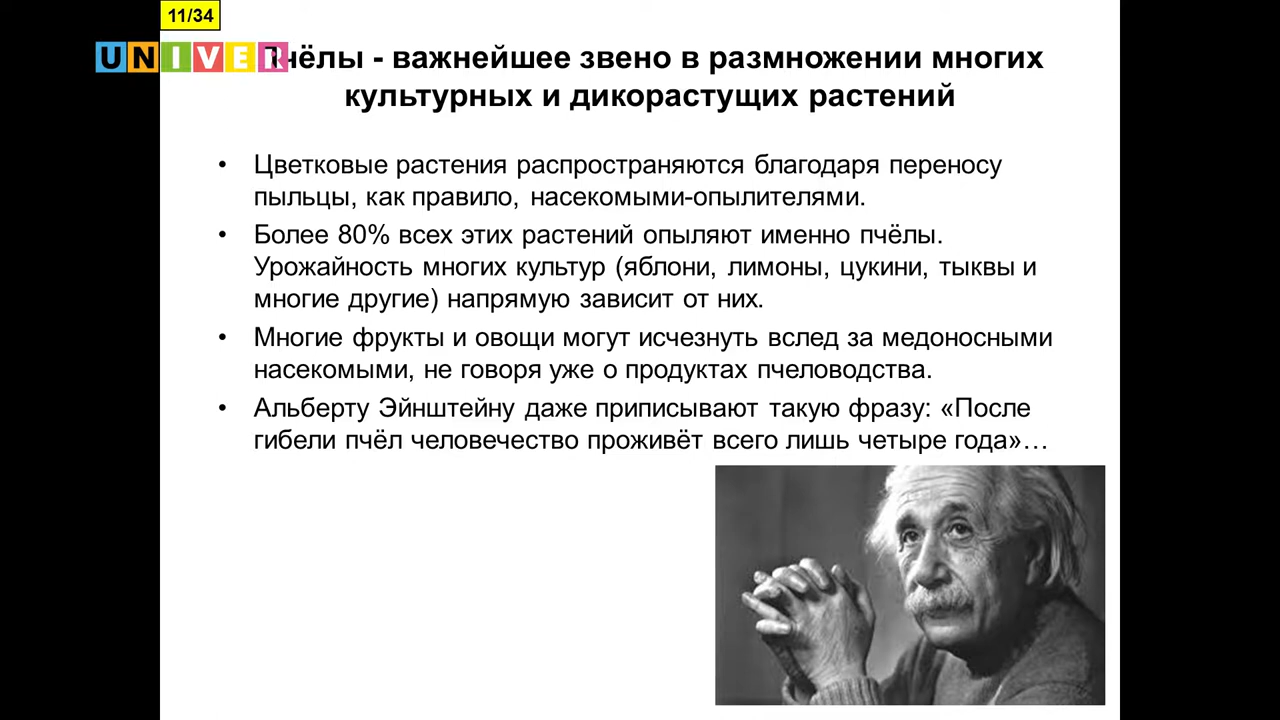 11/34
UNIVER
Пчёлы - важнейшее звено в размножении многих
культурных и дикорастущих растений
• Цветковые растения распространяются благодаря переносу
пыльцы, как правило, насекомыми-опылителями.
• Более 80% всех этих растений опыляют именно пчёлы.
Урожайность многих культур (яблони, лимоны, цукини, тыквы и
многие другие) напрямую зависит от них.
• Многие фрукты и овощи могут исчезнуть вслед за медоносными
насекомыми, не говоря уже о продуктах пчеловодства.
• Альберту Эйнштейну даже приписывают такую фразу: «После
гибели пчёл человечество проживёт всего лишь четыре года»…